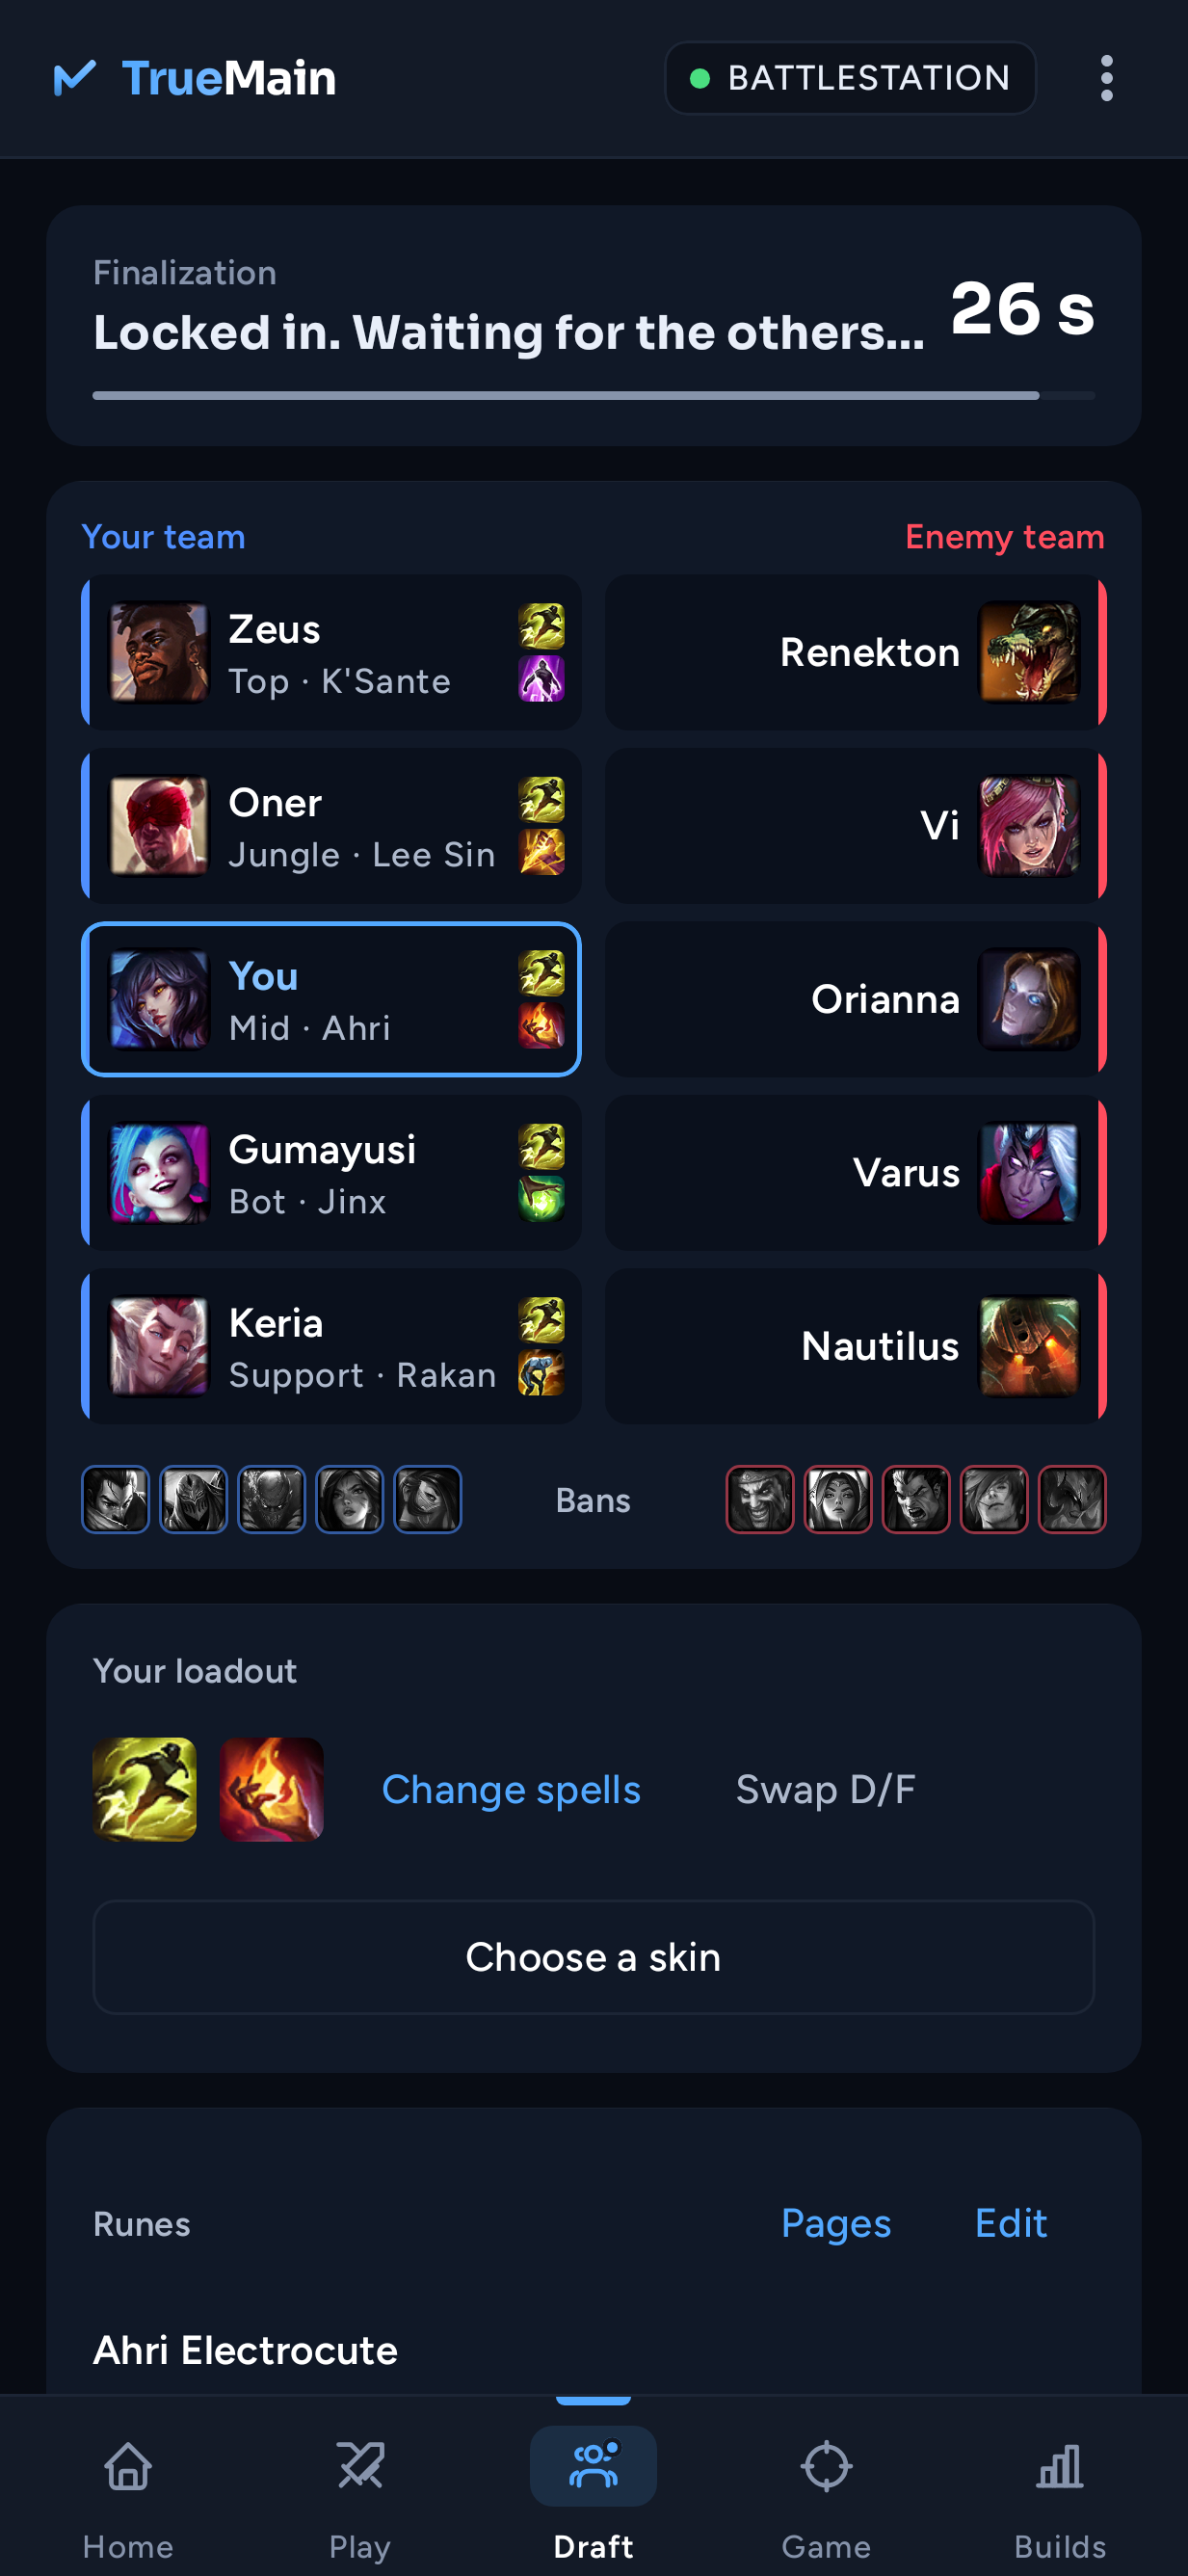 TrueMain
BATTLESTATION
Finalization
Locked in. Waiting for the others...
26 s
Your team
Enemy team
Zeus
Top · K'Sante
Renekton
Oner
Jungle · Lee Sin
Vi
You
Mid · Ahri
Orianna
Gumayusi
Bot · Jinx
Varus
Keria
Support · Rakan
Nautilus
Bans
Your loadout
Change spells
Swap D/F
Choose a skin
Runes
Pages
Edit
Ahri Electrocute
Home
Play
Draft
Game
Builds